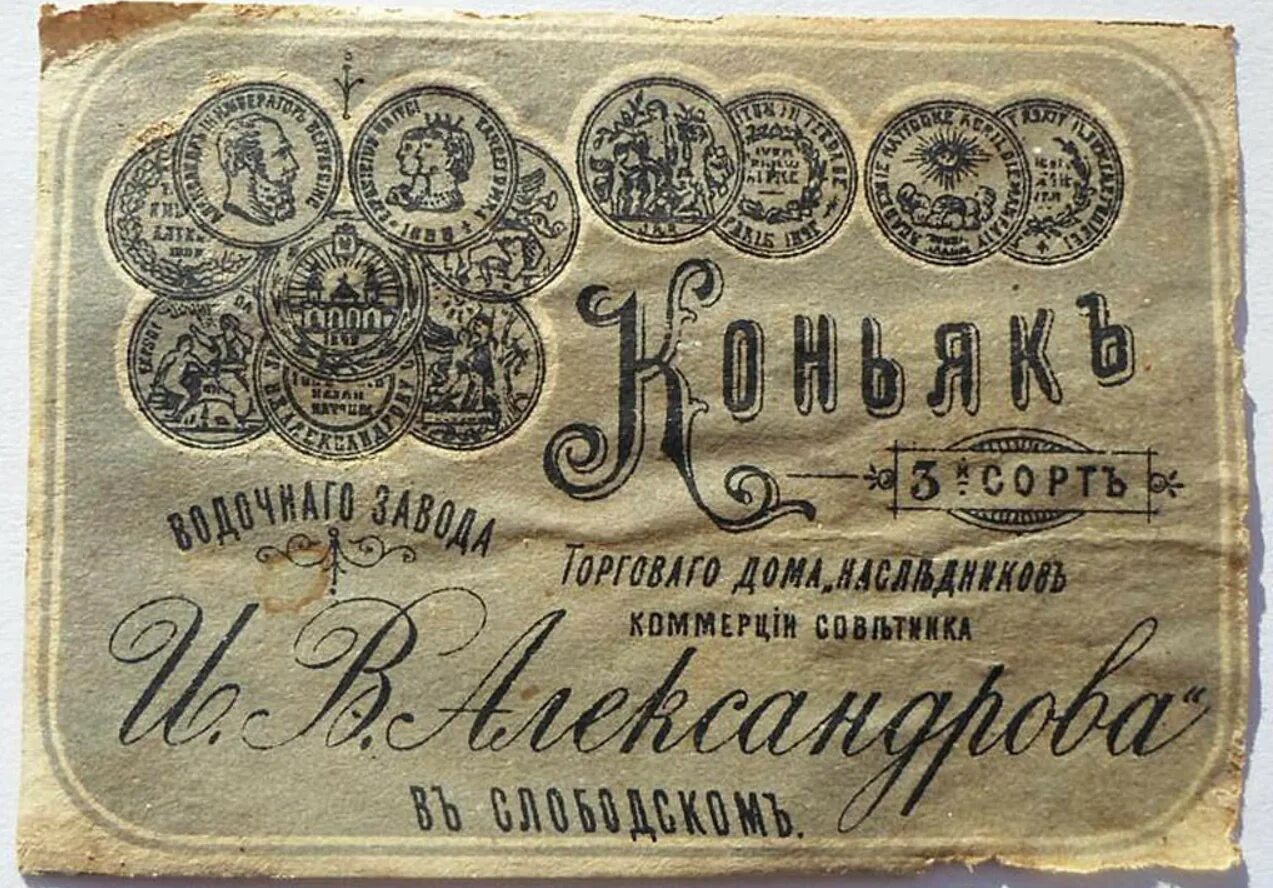 Коньякъ
3й СОРТЪ
ВОДОЧНАГО ЗАВОДА
ТОРГОВАГО ДОМА „НАСЛѢДНИКОВЪ
КОММЕРЦІИ СОВѢТНИКА
И. В. Александрова“
ВЪ СЛОБОДСКОМЪ.